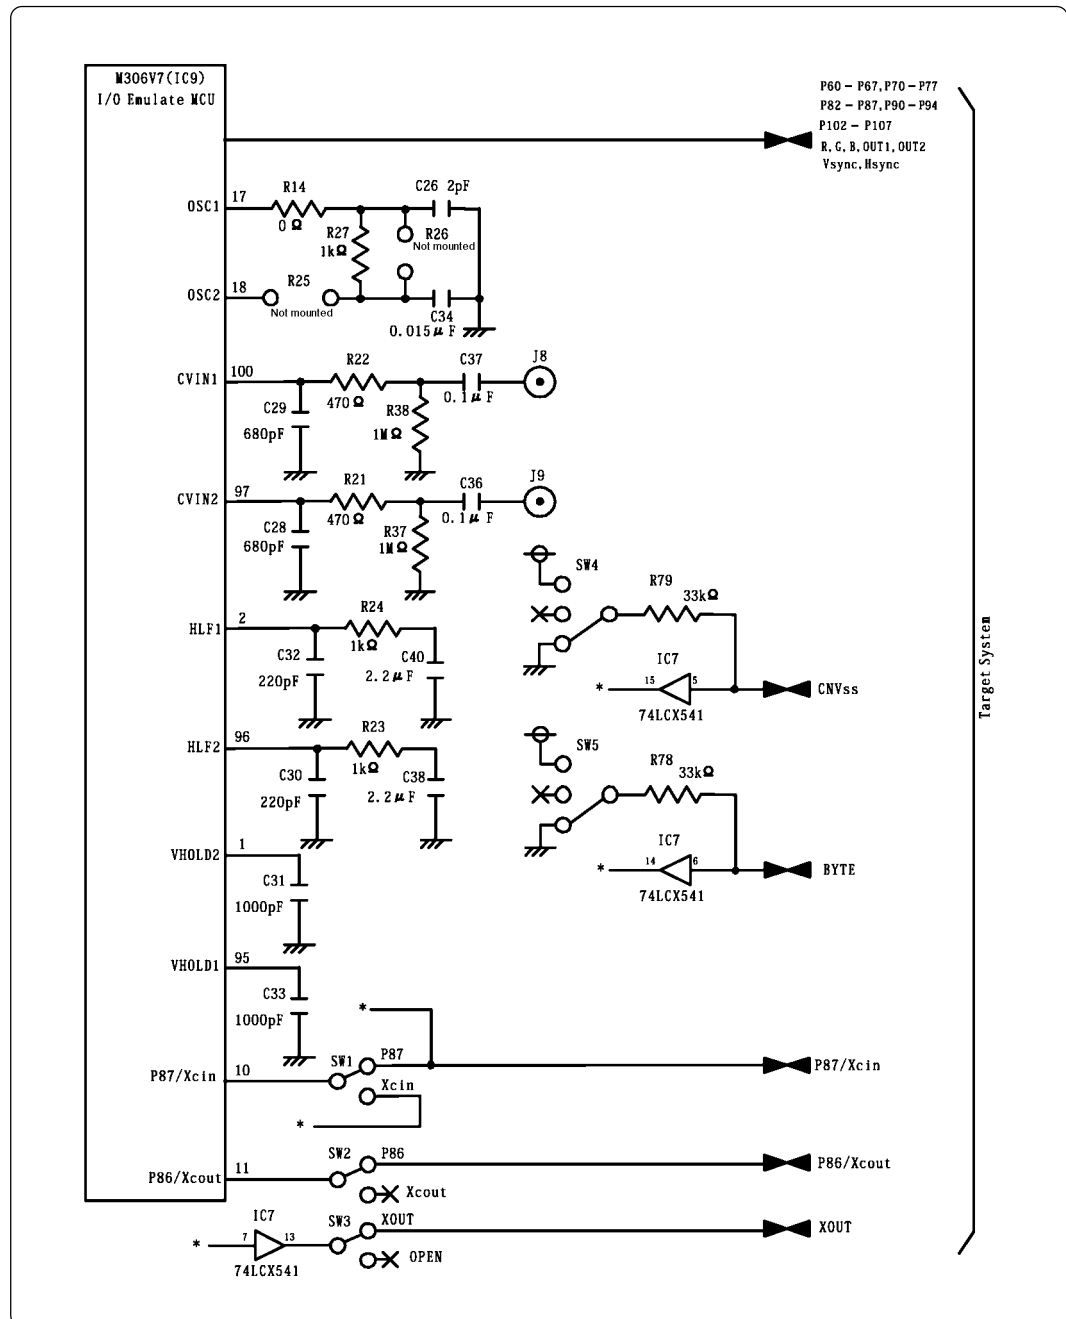 M306V7(IC9)
I/O Emulate MCU
P60 - P67, P70 - P77
P82 - P87, P90 - P94
P102 - P107
R, G, B, OUT1, OUT2
Vsync, Hsync
OSC1
17
R14
0Ω
C26 2pF
R27
1kΩ
R26
Not mounted
OSC2
18
R25
Not mounted
C34
0.015μF
CVIN1
100
R22
470Ω
C37
0.1μF
J8
C29
680pF
R38
1MΩ
CVIN2
97
R21
470Ω
C36
0.1μF
J9
C28
680pF
R37
1MΩ
SW4
R79
33kΩ
HLF1
2
R24
1kΩ
C32
220pF
C40
2.2μF
IC7
*
15
5
74LCX541
CNVss
Target System
HLF2
96
R23
1kΩ
C30
220pF
C38
2.2μF
SW5
R78
33kΩ
IC7
*
14
6
74LCX541
BYTE
VHOLD2
1
C31
1000pF
VHOLD1
95
C33
1000pF
*
P87/Xcin
10
SW1
P87
Xcin
*
P87/Xcin
P86/Xcout
11
SW2
P86
Xcout
P86/Xcout
*
IC7
7
13
74LCX541
SW3
XOUT
OPEN
XOUT